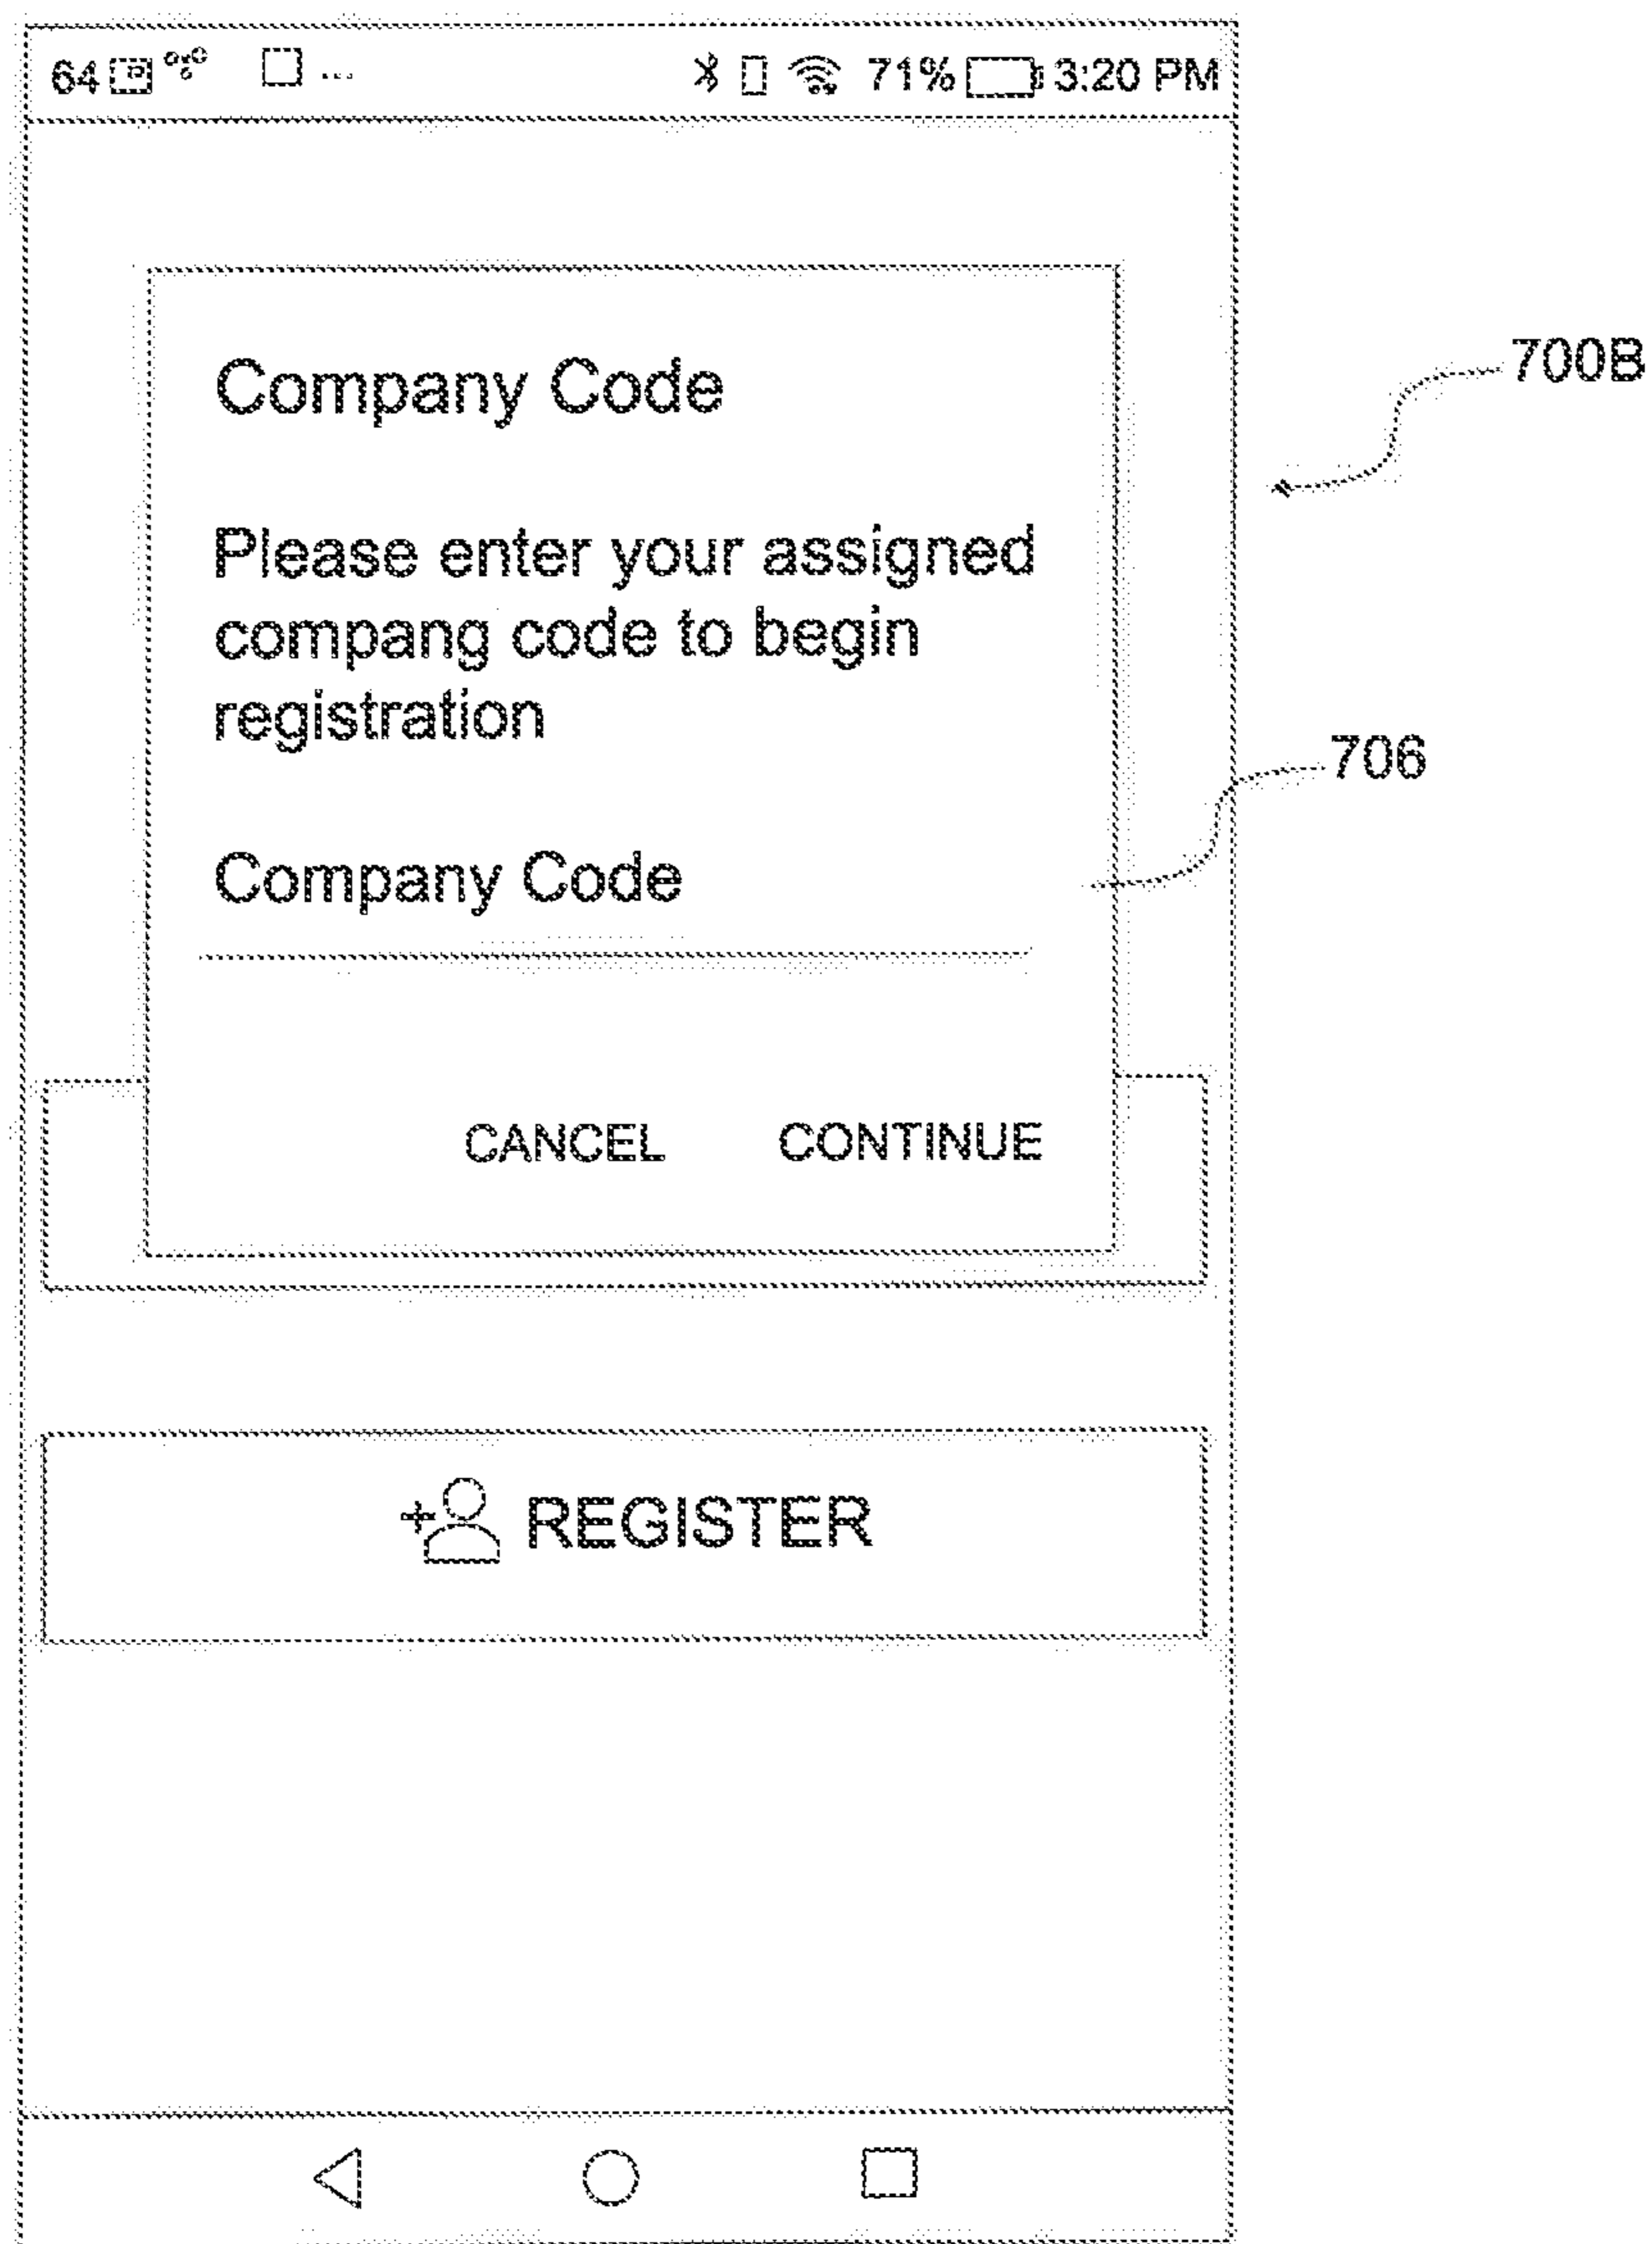 64 71% 3:20 PM
Company Code
700B
Please enter your assigned
compang code to begin
registration
706
Company Code
CANCEL CONTINUE
REGISTER